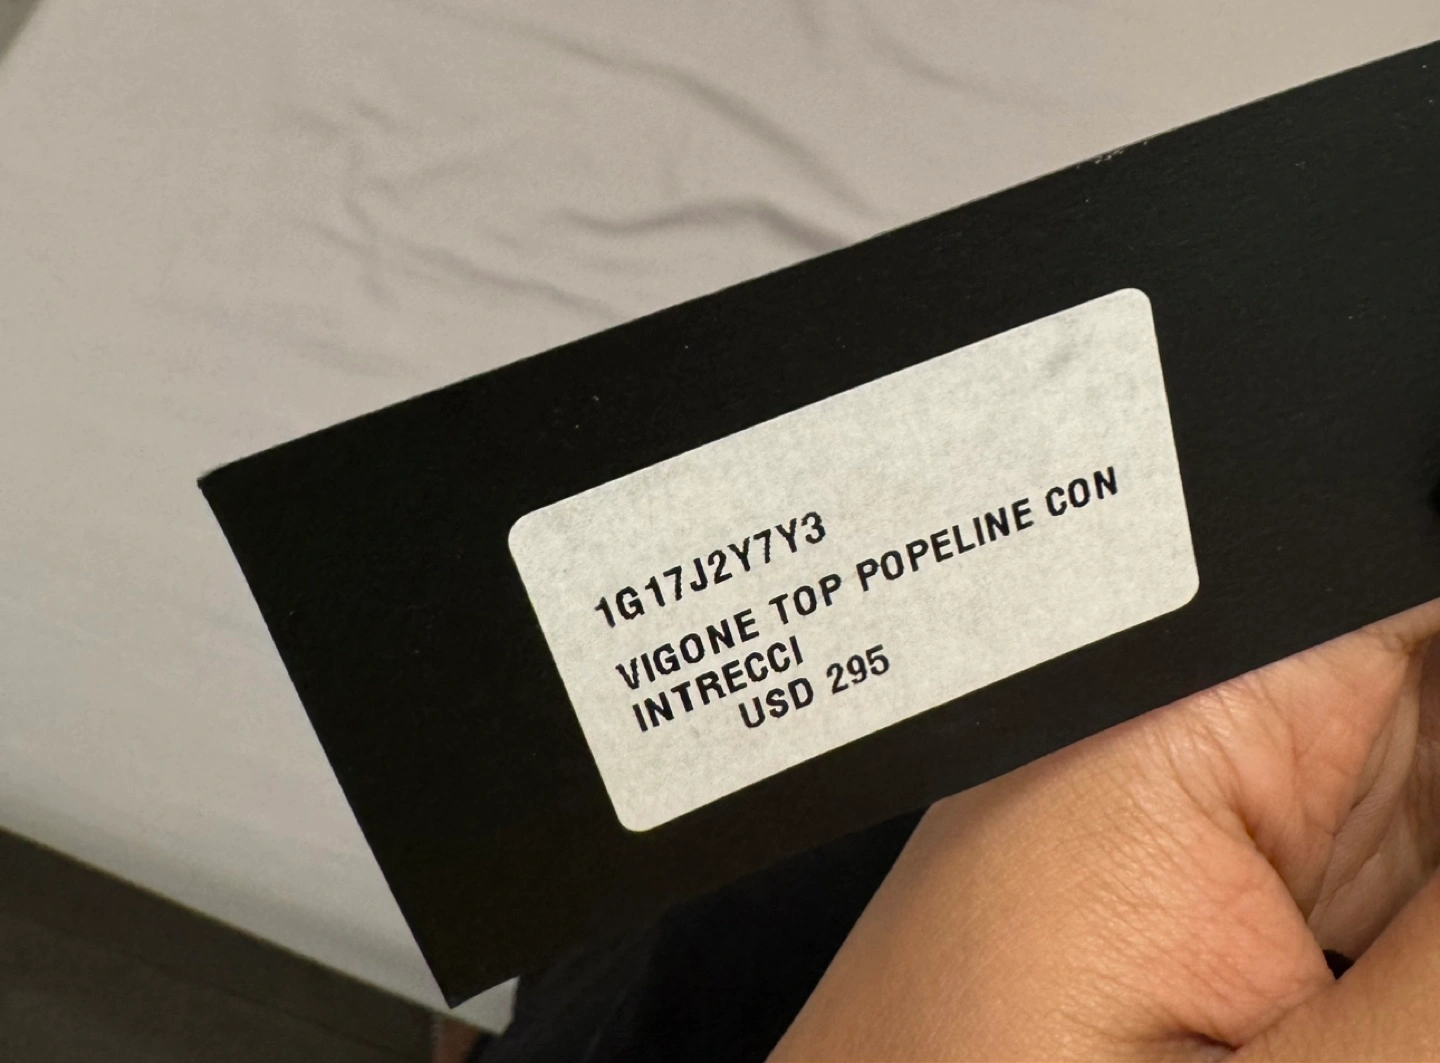 1G17J2Y7Y3
VIGONE TOP POPELINE CON
INTRECCI
USD 295